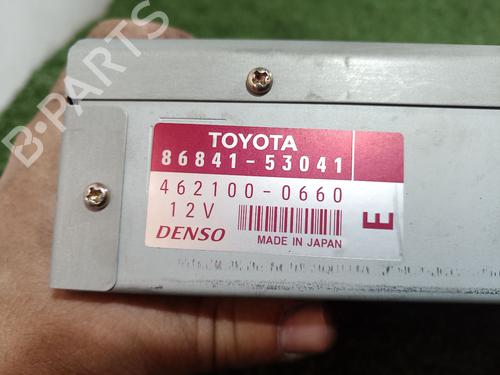 B-PARTS
TOYOTA
86841-53041
462100-0660
12V
DENSO
MADE IN JAPAN
E